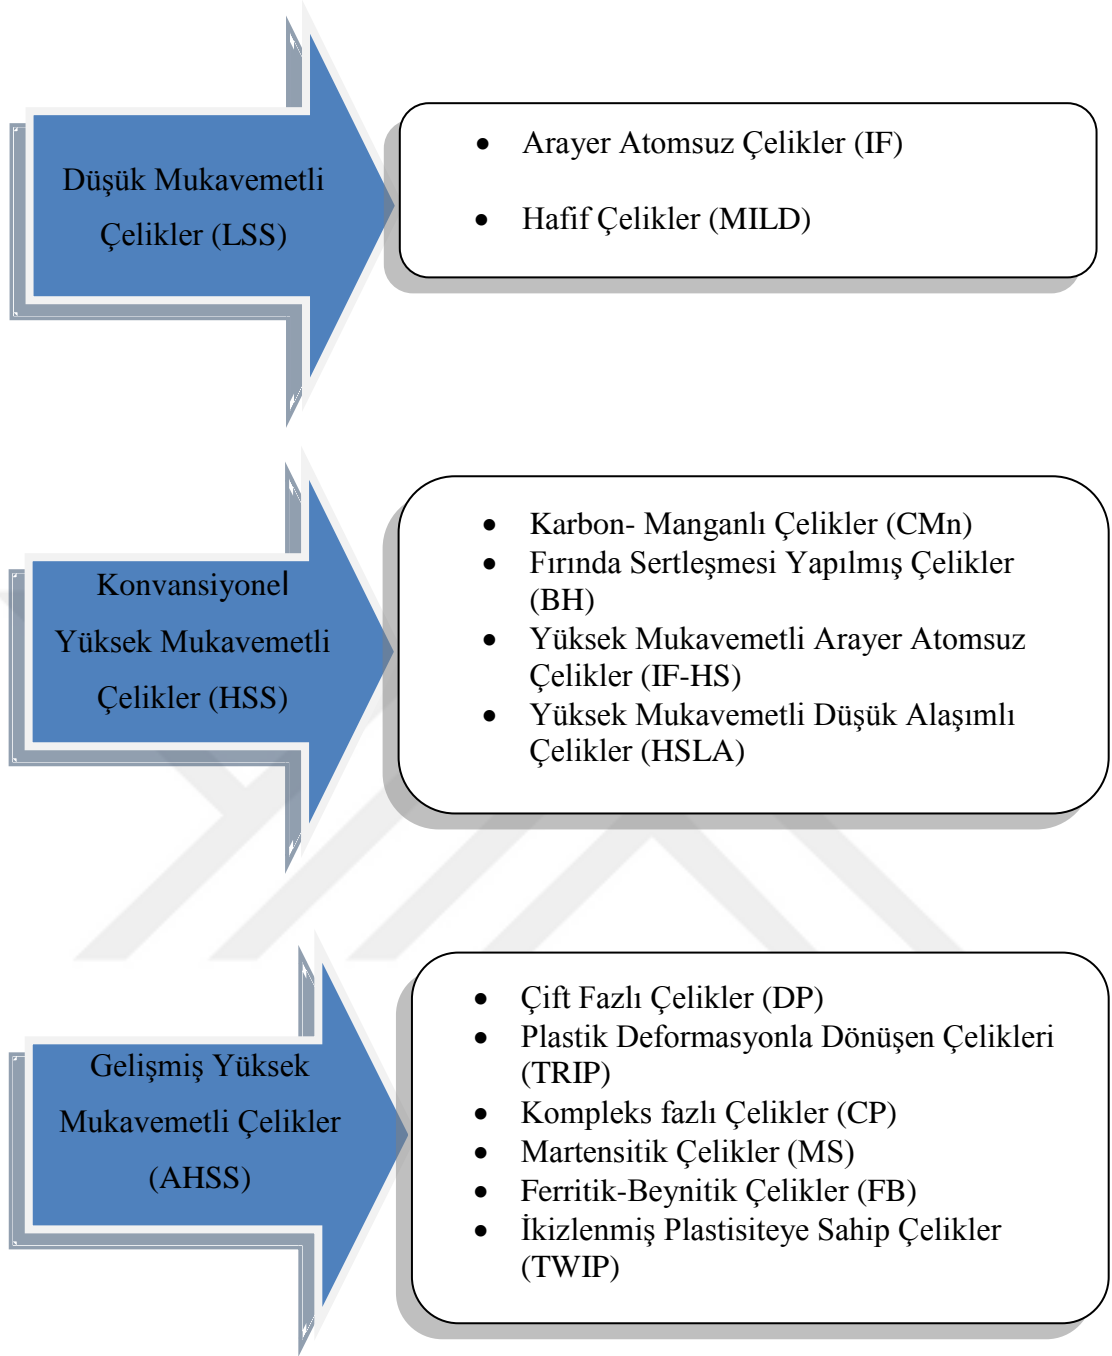 Düşük Mukavemetli
Çelikler (LSS)
• Arayer Atomsuz Çelikler (IF)
• Hafif Çelikler (MILD)
Konvansiyonel
Yüksek Mukavemetli
Çelikler (HSS)
• Karbon- Manganlı Çelikler (CMn)
• Fırında Sertleşmesi Yapılmış Çelikler
(BH)
• Yüksek Mukavemetli Arayer Atomsuz
Çelikler (IF-HS)
• Yüksek Mukavemetli Düşük Alaşımlı
Çelikler (HSLA)
Gelişmiş Yüksek
Mukavemetli Çelikler
(AHSS)
• Çift Fazlı Çelikler (DP)
• Plastik Deformasyonla Dönüşen Çelikleri
(TRIP)
• Kompleks fazlı Çelikler (CP)
• Martensitik Çelikler (MS)
• Ferritik-Beynitik Çelikler (FB)
• İkizlenmiş Plastisiteye Sahip Çelikler
(TWIP)